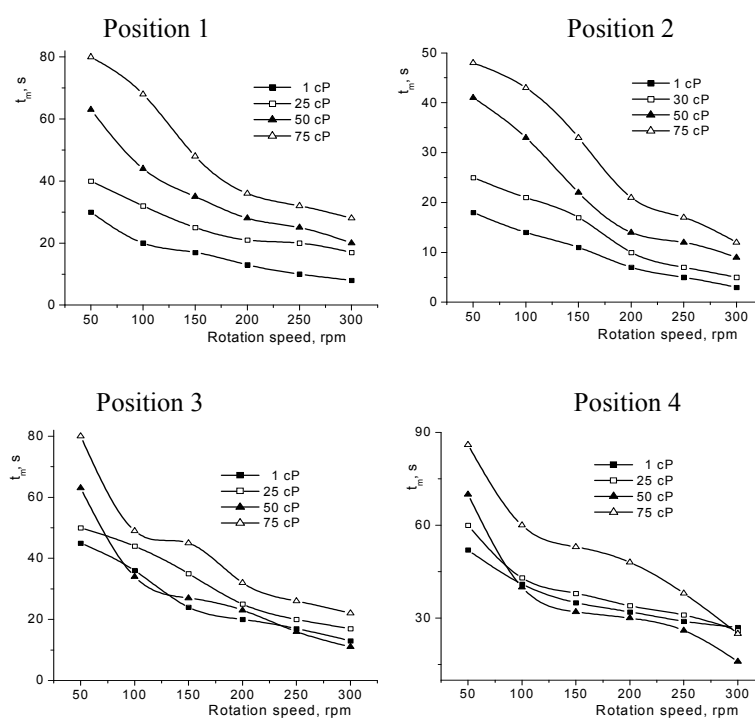 Position 1
80
60
40
20
0
t_m, s
1 cP
25 cP
50 cP
75 cP
50 100 150 200 250 300
Rotation speed, rpm
Position 2
50
40
30
20
10
0
t_m, s
1 cP
30 cP
50 cP
75 cP
50 100 150 200 250 300
Rotation speed, rpm
Position 3
80
60
40
20
0
t_m, s
1 cP
25 cP
50 cP
75 cP
50 100 150 200 250 300
Rotation speed, rpm
Position 4
90
60
30
t_m, s
1 cP
25 cP
50 cP
75 cP
50 100 150 200 250 300
Rotation speed, rpm